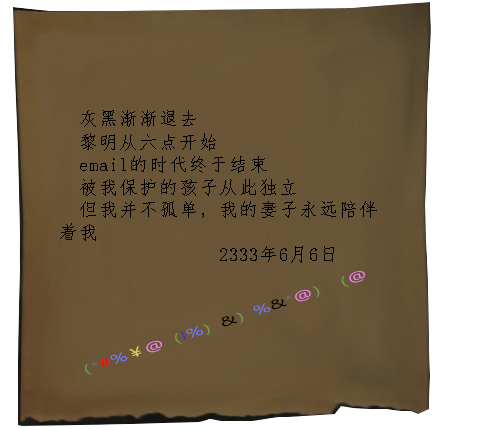 灰黑渐渐退去
黎明从六点开始
email的时代终于结束
被我保护的孩子从此独立
但我并不孤单，我的妻子永远陪伴
着我
2333年6月6日
(*#%¥@ (!%) &) %&*@) (@